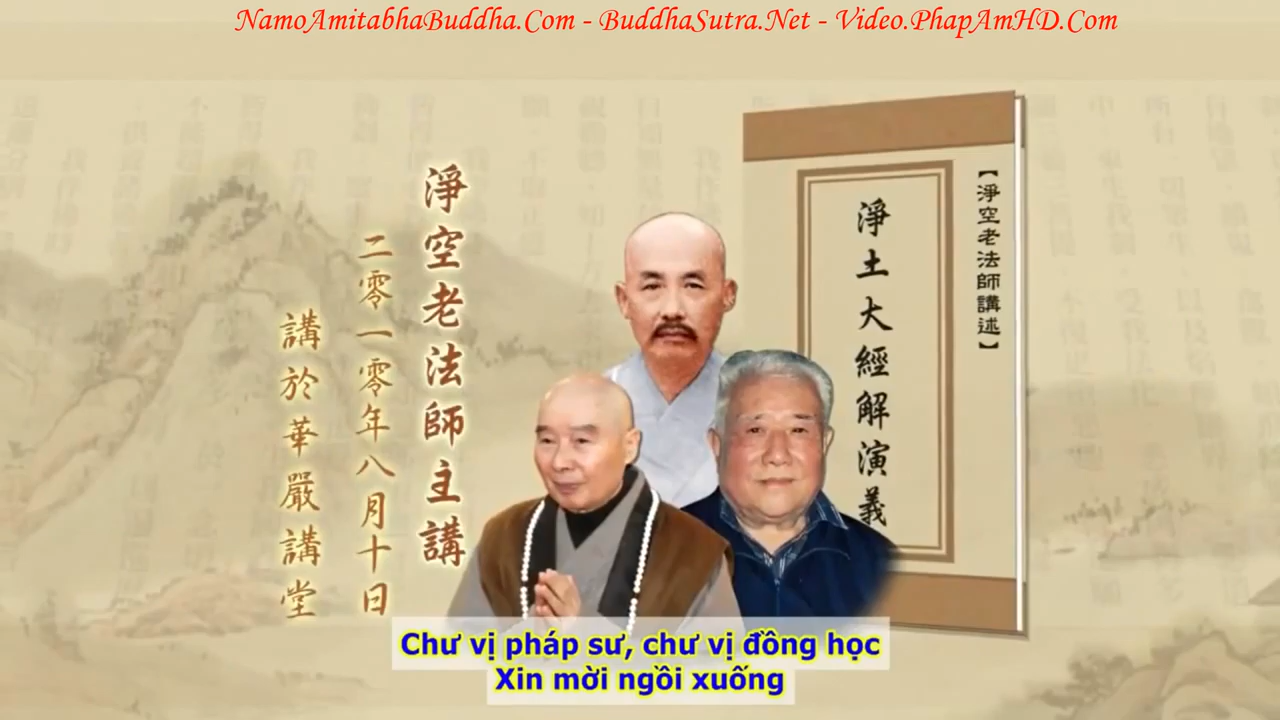 NamoAmitabhaBuddha.Com - BuddhaSutra.Net - Video.PhapAmHD.Com
【淨空老法師講述】
淨土大經解演義
淨空老法師主講
二零一零年八月十日
講於華嚴講堂
Chư vị pháp sư, chư vị đồng học
Xin mời ngồi xuống